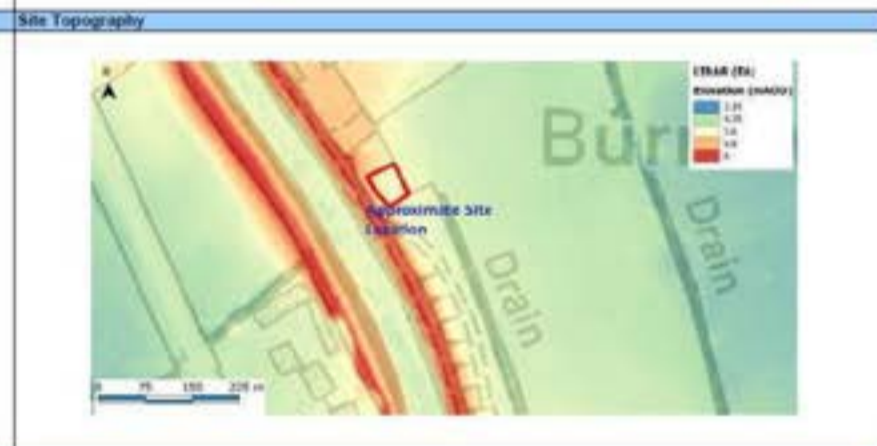 Site Topography
LIDAR (EA)
Elevation (mAOD)
Approximate Site
Location
Drain
Drain
0 75 150 225 m